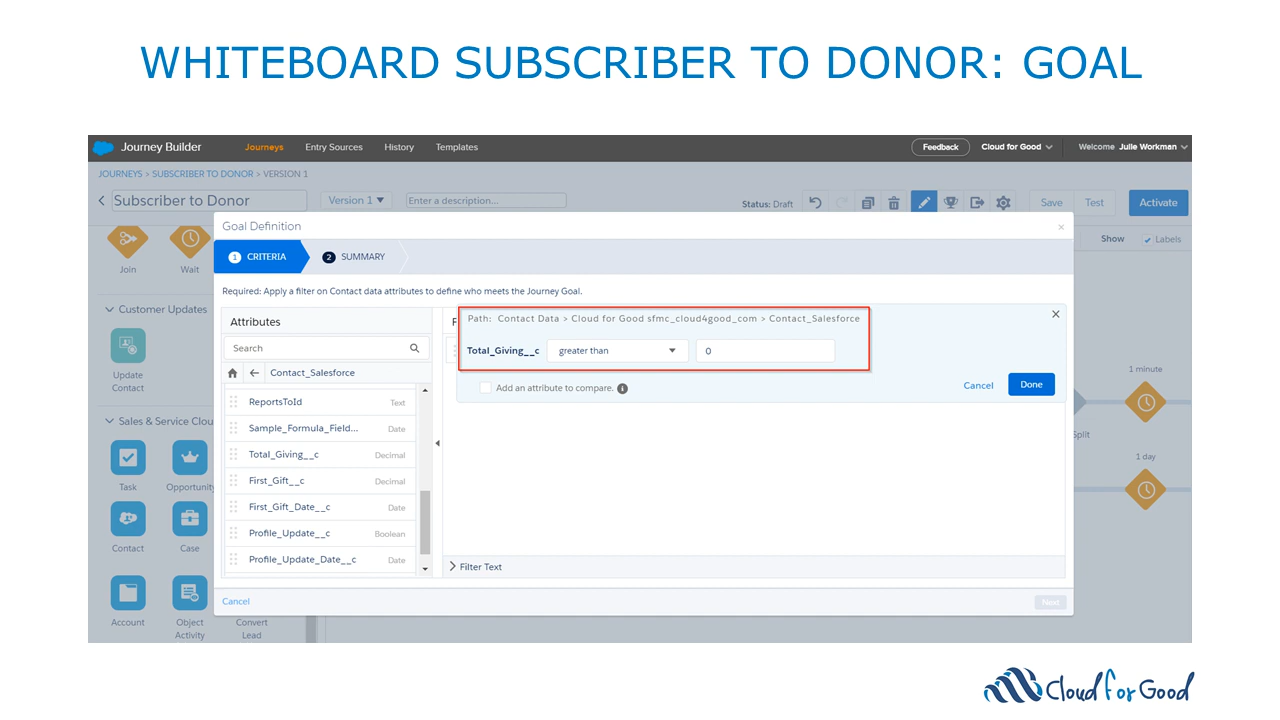 WHITEBOARD SUBSCRIBER TO DONOR: GOAL
Journey Builder Journeys Entry Sources History Templates Feedback Cloud for Good Welcome Julie Workman
JOURNEYS > SUBSCRIBER TO DONOR > VERSION 1
Subscriber to Donor Version 1 Enter a description... Status: Draft Save Test Activate
Goal Definition
Show Labels
1 CRITERIA 2 SUMMARY
Join Wait
Required: Apply a filter on Contact data attributes to define who meets the Journey Goal.
Customer Updates
Update
Contact
Sales & Service Clou
Task Opportunity
Contact Case
Account Object
Activity
Convert
Lead
Attributes
Search
Contact_Salesforce
ReportsToId Text
Sample_Formula_Field... Date
Total_Giving__c Decimal
First_Gift__c Decimal
First_Gift_Date__c Date
Profile_Update__c Boolean
Profile_Update_Date__c Date
Path: Contact Data > Cloud for Good sfmc_cloud4good_com > Contact_Salesforce
Total_Giving__c greater than 0
Add an attribute to compare.
Cancel Done
Filter Text
Cancel Next
1 minute
Split
1 day
Cloud for Good